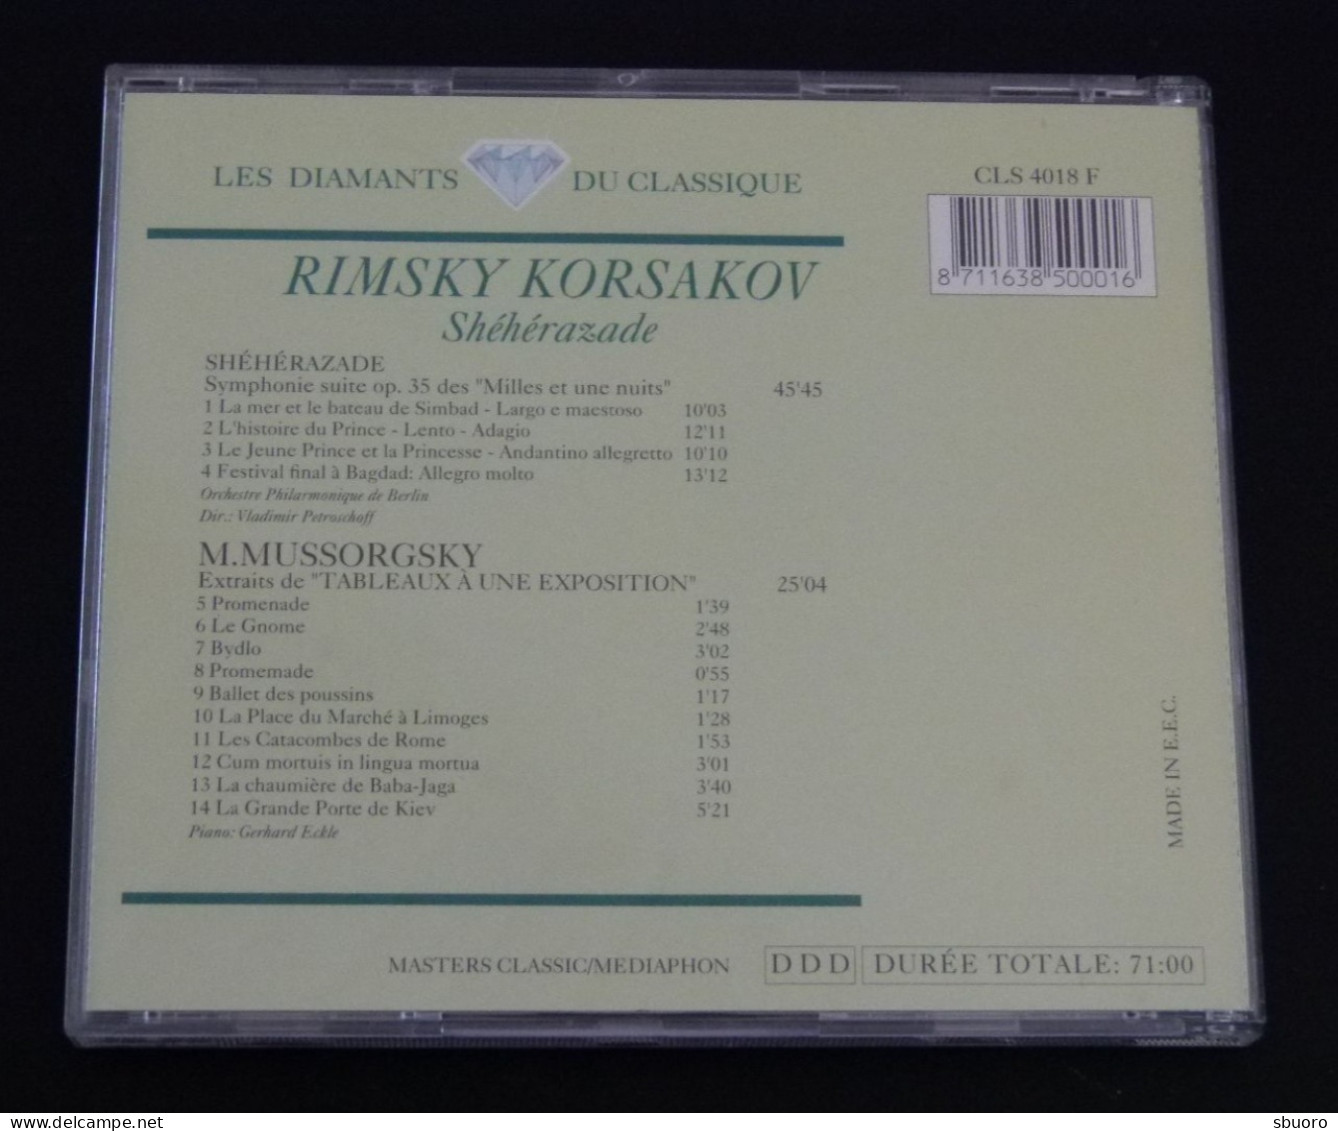 LES DIAMANTS DU CLASSIQUE
CLS 4018 F
8 711638 500016
RIMSKY KORSAKOV
Shéhérazade
SHÉHÉRAZADE
Symphonie suite op. 35 des "Milles et une nuits" 45'45
1 La mer et le bateau de Simbad - Largo e maestoso 10'03
2 L'histoire du Prince - Lento - Adagio 12'11
3 Le Jeune Prince et la Princesse - Andantino allegretto 10'10
4 Festival final à Bagdad: Allegro molto 13'12
Orchestre Philarmonique de Berlin
Dir.: Vladimir Petroschoff
M.MUSSORGSKY
Extraits de "TABLEAUX À UNE EXPOSITION" 25'04
5 Promenade 1'39
6 Le Gnome 2'48
7 Bydlo 3'02
8 Promemade 0'55
9 Ballet des poussins 1'17
10 La Place du Marché à Limoges 1'28
11 Les Catacombes de Rome 1'53
12 Cum mortuis in lingua mortua 3'01
13 La chaumière de Baba-Jaga 3'40
14 La Grande Porte de Kiev 5'21
Piano: Gerhard Eckle
MADE IN E.E.C.
MASTERS CLASSIC/MEDIAPHON DDD DURÉE TOTALE: 71:00
www.delcampe.net
sbuoro